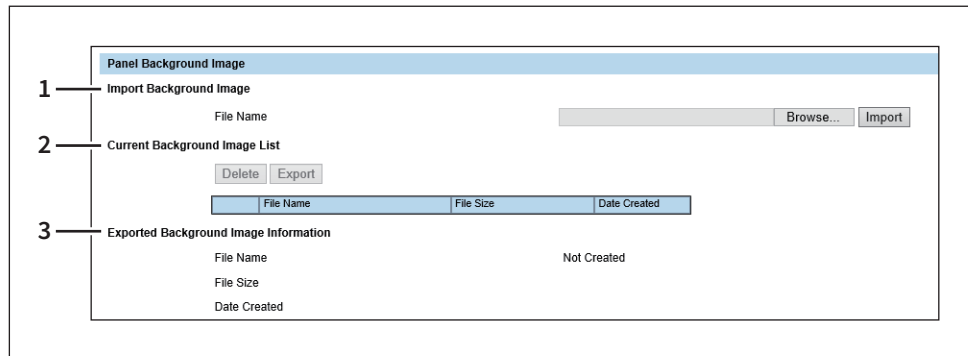 Panel Background Image
1 Import Background Image
File Name Browse... Import
2 Current Background Image List
Delete Export
File Name File Size Date Created
3 Exported Background Image Information
File Name Not Created
File Size
Date Created